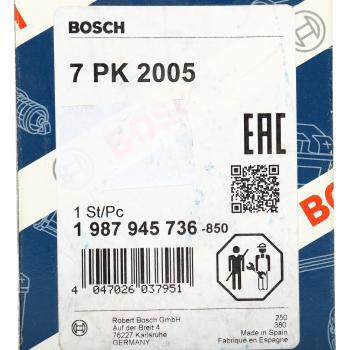 BOSCH
7 PK 2005
EAC
1 St/Pc
1 987 945 736 -850
4 047026 037951
Robert Bosch GmbH
Auf der Breit 4
76227 Karlsruhe
GERMANY
250
380
Made in Spain
Fabriqué en Espagne